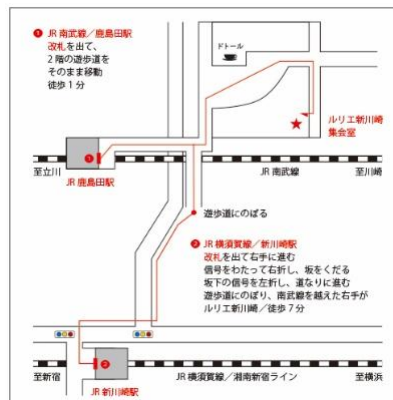 ❶ JR 南武線／鹿島田駅
改札を出て、
2階の遊歩道を
そのまま移動
徒歩1分
ドトール
ルリエ新川崎
集会室
❶
至立川
JR 鹿島田駅
JR 南武線
至川崎
遊歩道にのぼる
❷ JR 横須賀線／新川崎駅
改札を出て右手に進む
信号をわたって右折し、坂をくだる
坂下の信号を左折し、道なりに進む
遊歩道にのぼり、南武線を越えた右手が
ルリエ新川崎／徒歩7分
❷
至新宿
JR 新川崎駅
JR 横須賀線／湘南新宿ライン
至横浜